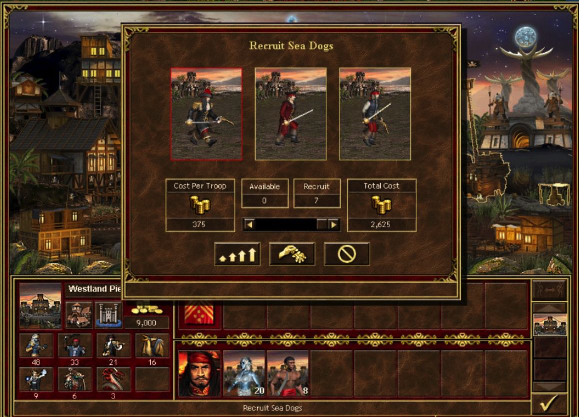 Recruit Sea Dogs
Cost Per Troop
Available
Recruit
Total Cost
0
7
375
2,625
Westland Pie
9,000
48
33
21
16
9
6
3
20
8
Recruit Sea Dogs